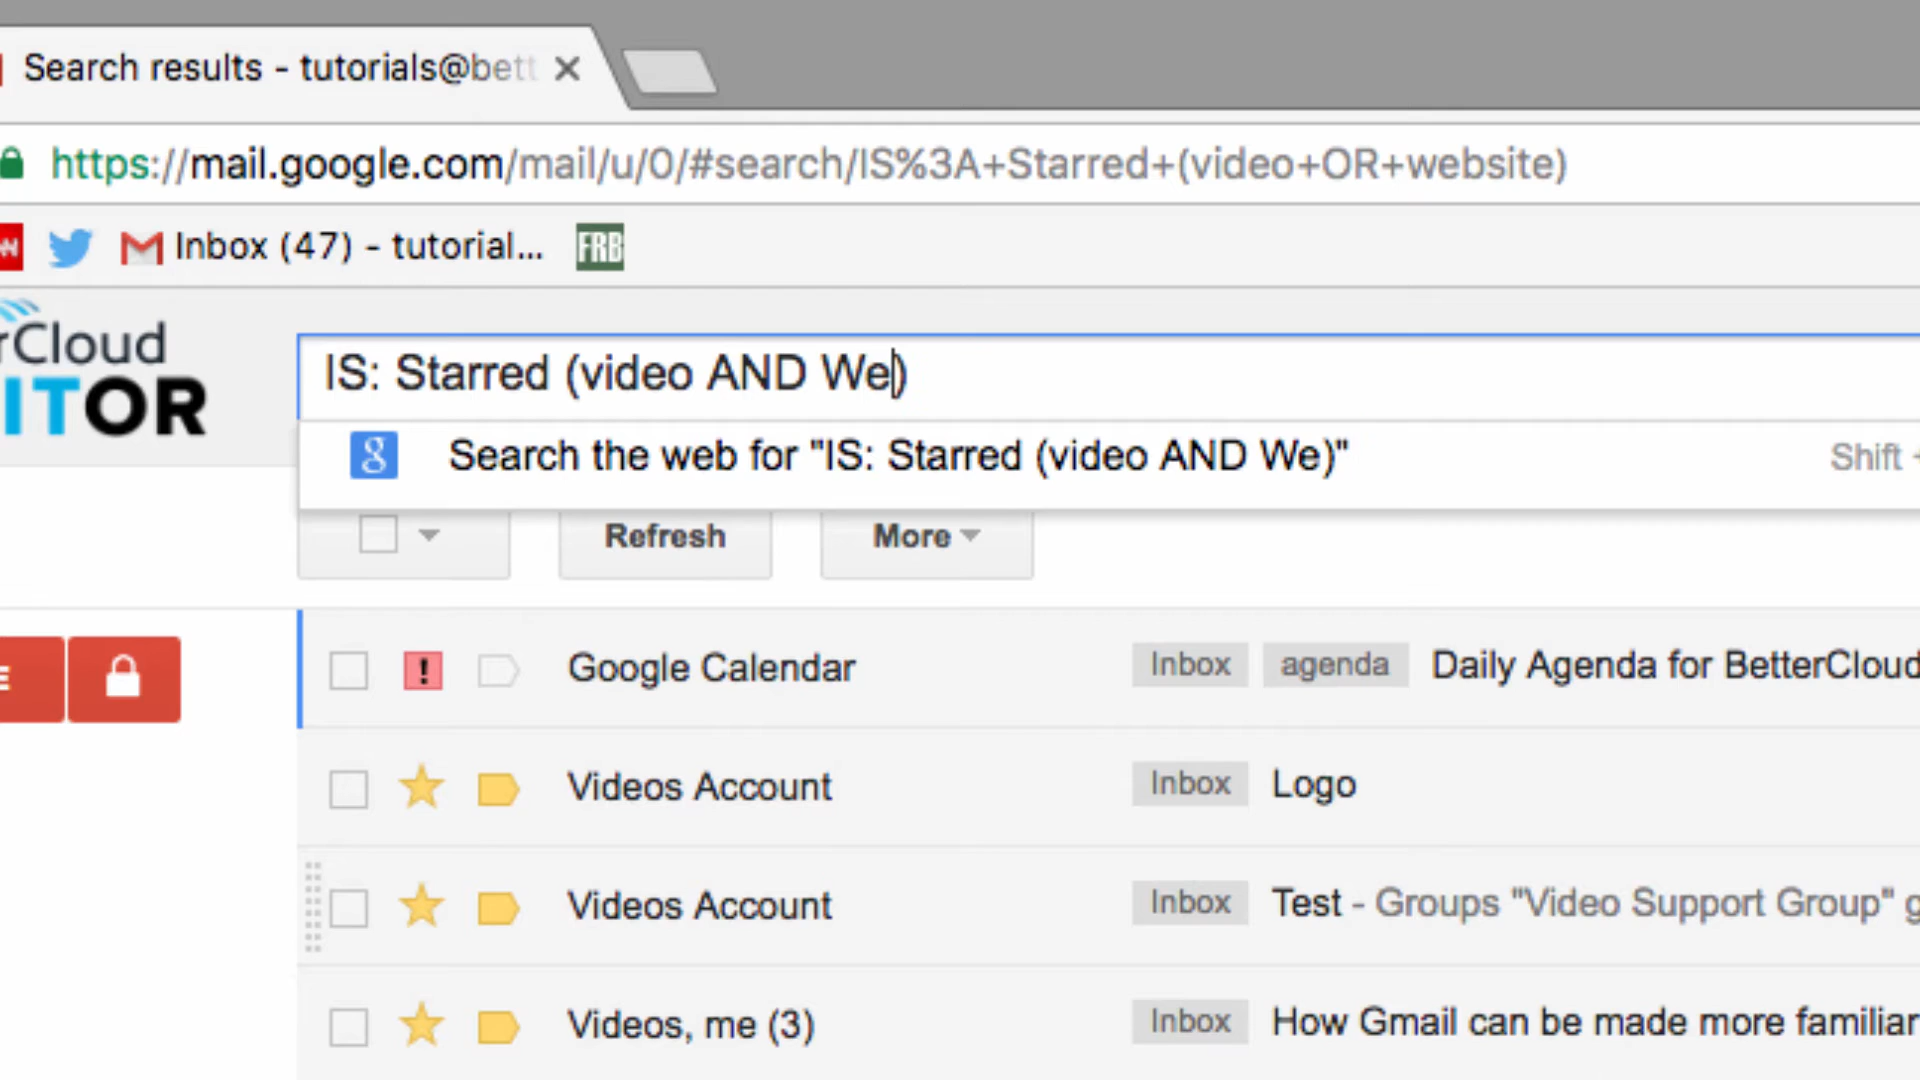 Search results - tutorials@bett
https://mail.google.com/mail/u/0/#search/IS%3A+Starred+(video+OR+website)
Inbox (47) - tutorial...
FRB
rCloud
ITOR
IS: Starred (video AND We)
g Search the web for "IS: Starred (video AND We)" Shift
Refresh More
E
! Google Calendar Inbox agenda Daily Agenda for BetterCloud
Videos Account Inbox Logo
Videos Account Inbox Test - Groups "Video Support Group" g
Videos, me (3) Inbox How Gmail can be made more familiar